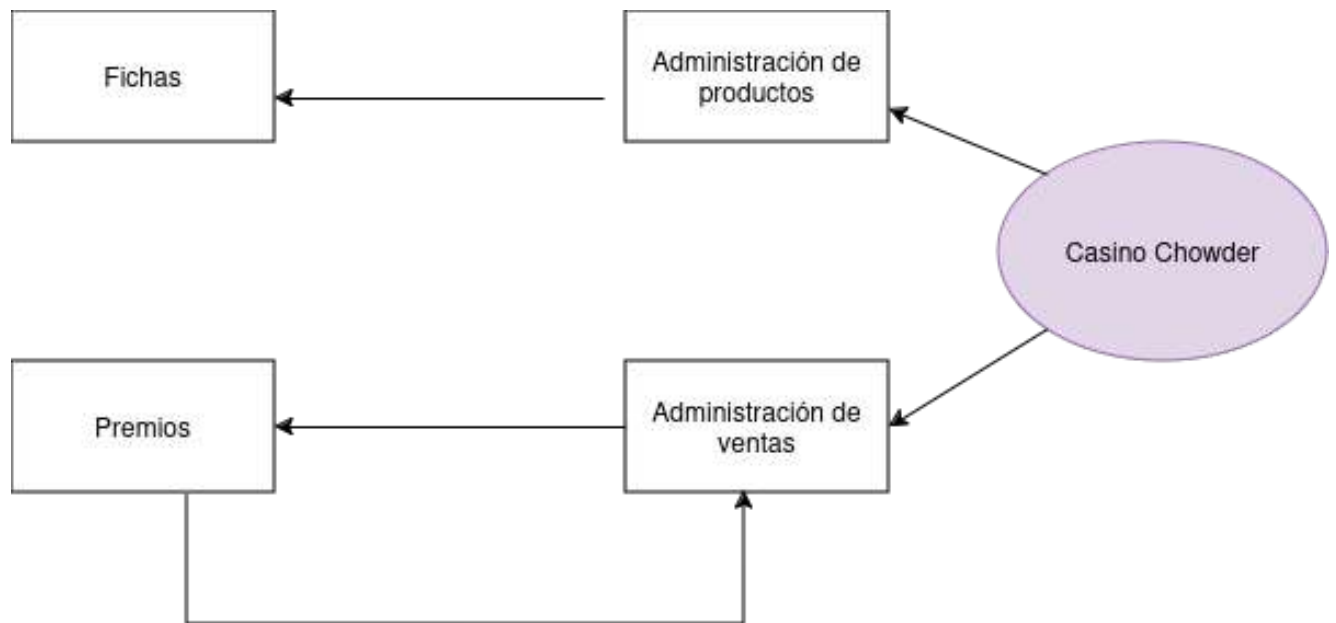 Fichas
Administración de
productos
Casino Chowder
Premios
Administración de
ventas